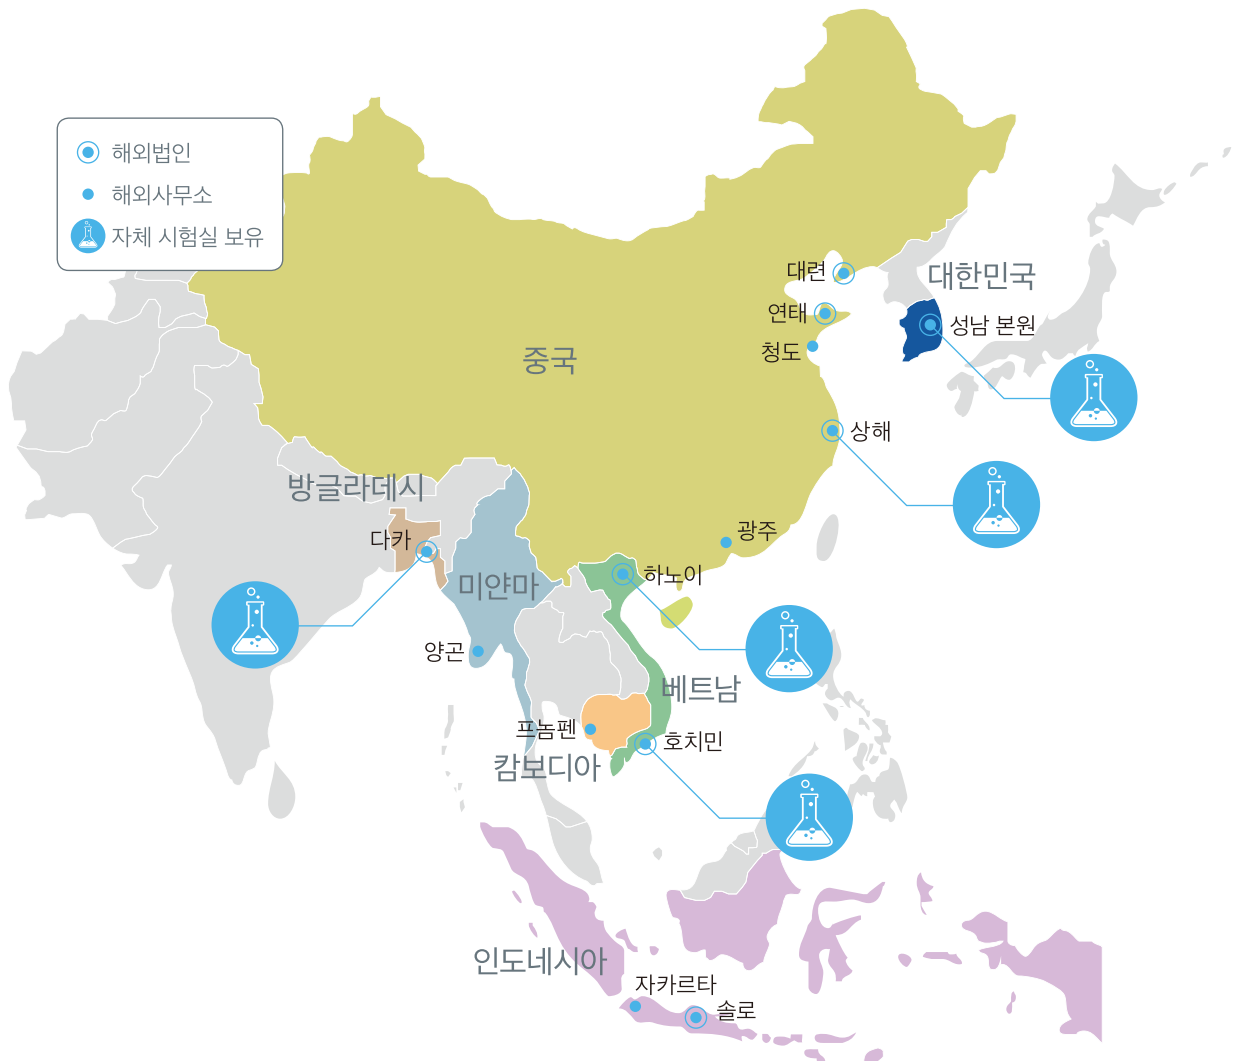 해외법인
해외사무소
자체 시험실 보유
대련
대한민국
연태
성남 본원
청도
중국
상해
방글라데시
광주
다카
하노이
미얀마
양곤
베트남
프놈펜
호치민
캄보디아
인도네시아
자카르타
솔로